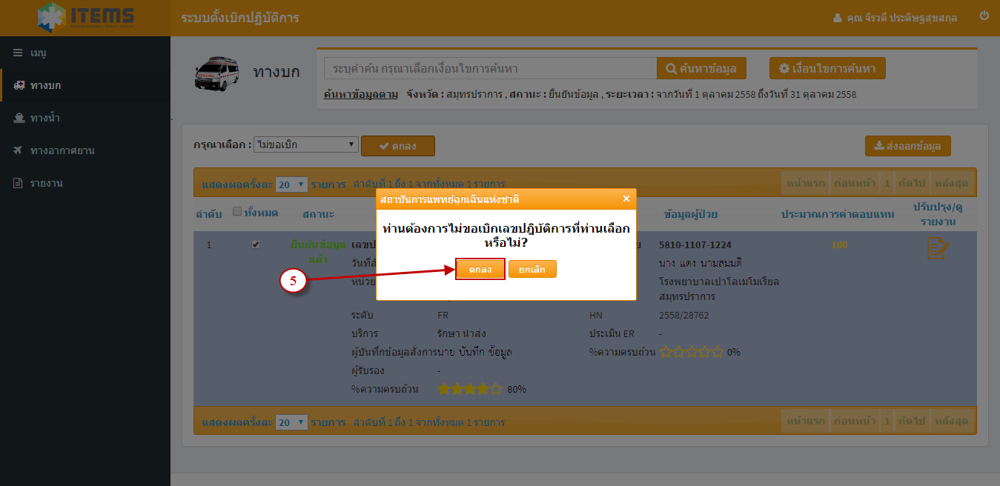 ITEMS
ระบบตั้งเบิกปฏิบัติการ
คุณ จิรวดี ประดิษฐสุขสกุล
เมนู
ทางบก
ทางน้ำ
ทางอากาศยาน
รายงาน
ทางบก
ระบุคำค้น กรุณาเลือกเงื่อนไขการค้นหา
ค้นหาข้อมูล
เงื่อนไขการค้นหา
ค้นหาข้อมูลตาม จังหวัด : สมุทรปราการ , สถานะ : ยืนยันข้อมูล , ระยะเวลา : จากวันที่ 1 ตุลาคม 2558 ถึงวันที่ 31 ตุลาคม 2558
กรุณาเลือก : ไม่ขอเบิก
ตกลง
ส่งออกข้อมูล
แสดงผลครั้งละ 20 รายการ ลำดับที่ 1 ถึง 1 จากทั้งหมด 1 รายการ
หน้าแรก ก่อนหน้า 1 ถัดไป หลังสุด
ลำดับ ทั้งหมด สถานะ ข้อมูลผู้ป่วย ประมาณการค่าตอบแทน ปรับปรุง/ดู
รายงาน
สถาบันการแพทย์ฉุกเฉินแห่งชาติ ×
ท่านต้องการไม่ขอเบิกเลขปฏิบัติการที่ท่านเลือก
หรือไม่?
ตกลง ยกเลิก
5
1 ยืนยันข้อมูล เลขป 5810-1107-1224 100
แล้ว วันที่สั นาง แดง นามสมมติ
หน่วย โรงพยาบาลเปาโลเมโมเรียล
สมุทรปราการ
ระดับ FR HN 2558/28762
บริการ รักษา นำส่ง ประเมิน ER -
ผู้บันทึกข้อมูลสั่งการ นาย บันทึก ข้อมูล %ความครบถ้วน 0%
ผู้รับรอง -
%ความครบถ้วน 80%
แสดงผลครั้งละ 20 รายการ ลำดับที่ 1 ถึง 1 จากทั้งหมด 1 รายการ
หน้าแรก ก่อนหน้า 1 ถัดไป หลังสุด